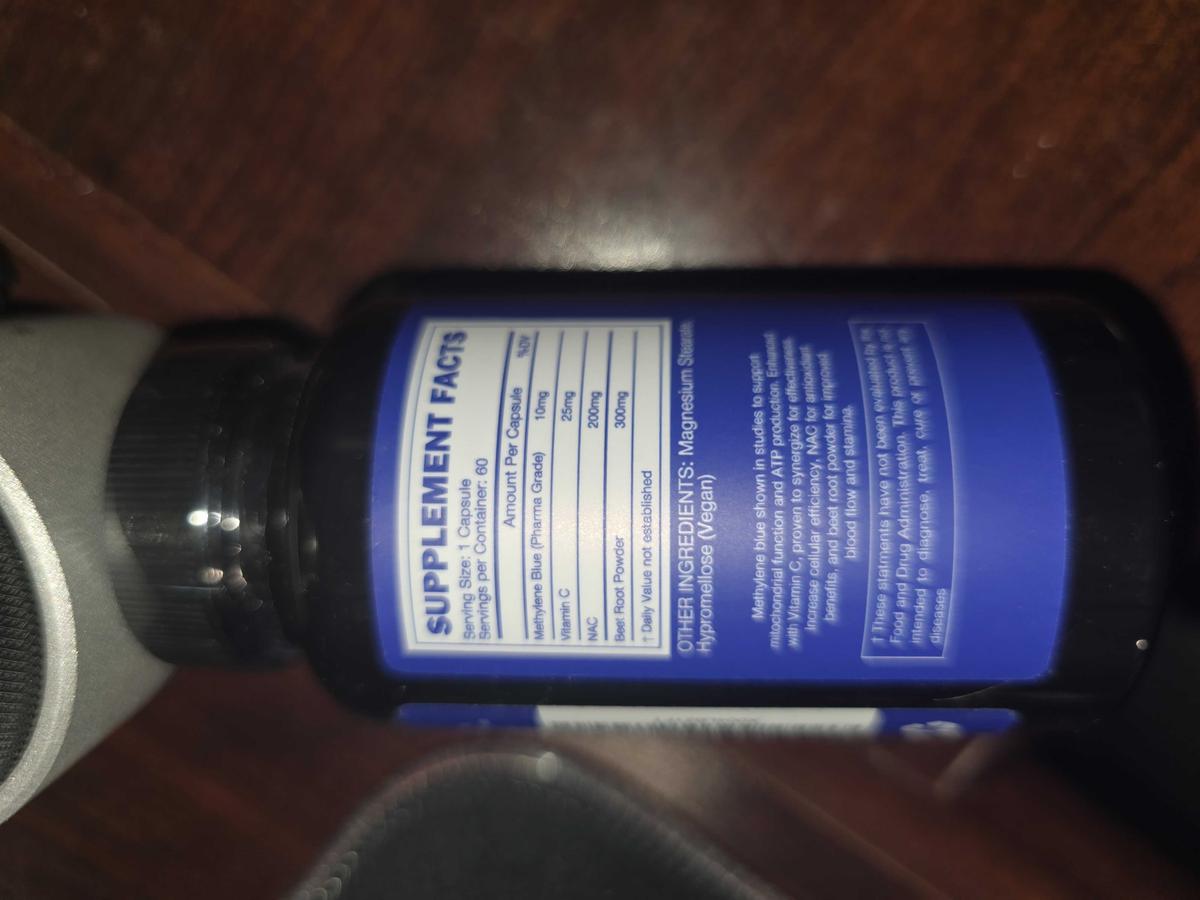 SUPPLEMENT FACTS
Serving Size: 1 Capsule
Servings per Container: 60
Amount Per Capsule %DV
Methylene Blue (Pharma Grade) 10mg
Vitamin C 25mg
NAC 200mg
Beet Root Powder 300mg
† Daily Value not established
OTHER INGREDIENTS: Magnesium Stearate,
Hypromellose (Vegan)
Methylene blue shown in studies to support
mitochondrial function and ATP production. Enhanced
with Vitamin C, proven to synergize for effectiveness.
Increase cellular efficiency, NAC for antioxidant
benefits, and beet root powder for improved
blood flow and stamina.
† These statments have not been evaluated by the
Food and Drug Administration. This product is not
intended to diagnose, treat, cure or prevent any
diseases